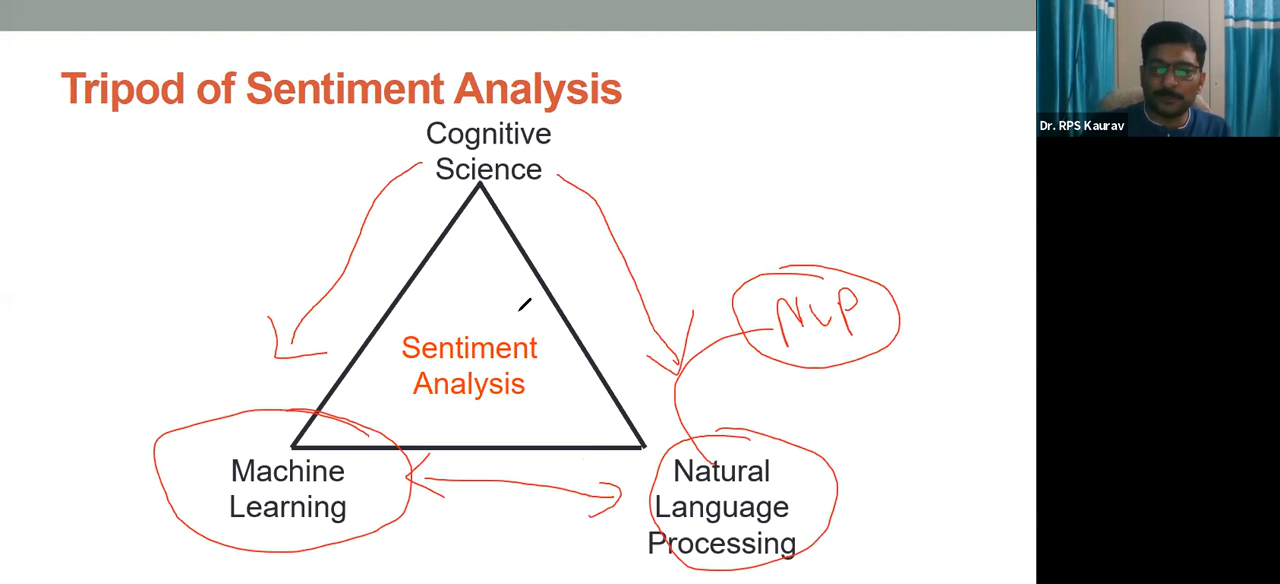 Tripod of Sentiment Analysis
Dr. RPS Kaurav
Cognitive
Science
NLP
Sentiment
Analysis
Machine
Learning
Natural
Language
Processing